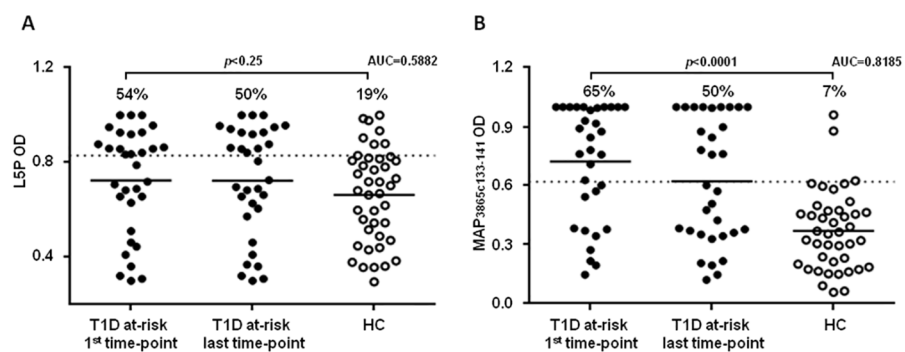 A
p<0.25
AUC=0.5882
54%
50%
19%
1.2
0.8
0.4
L5P OD
T1D at-risk
1st time-point
T1D at-risk
last time-point
HC
B
p<0.0001
AUC=0.8185
65%
50%
7%
1.2
0.9
0.6
0.3
0.0
MAP3865c133-141 OD
T1D at-risk
1st time-point
T1D at-risk
last time-point
HC